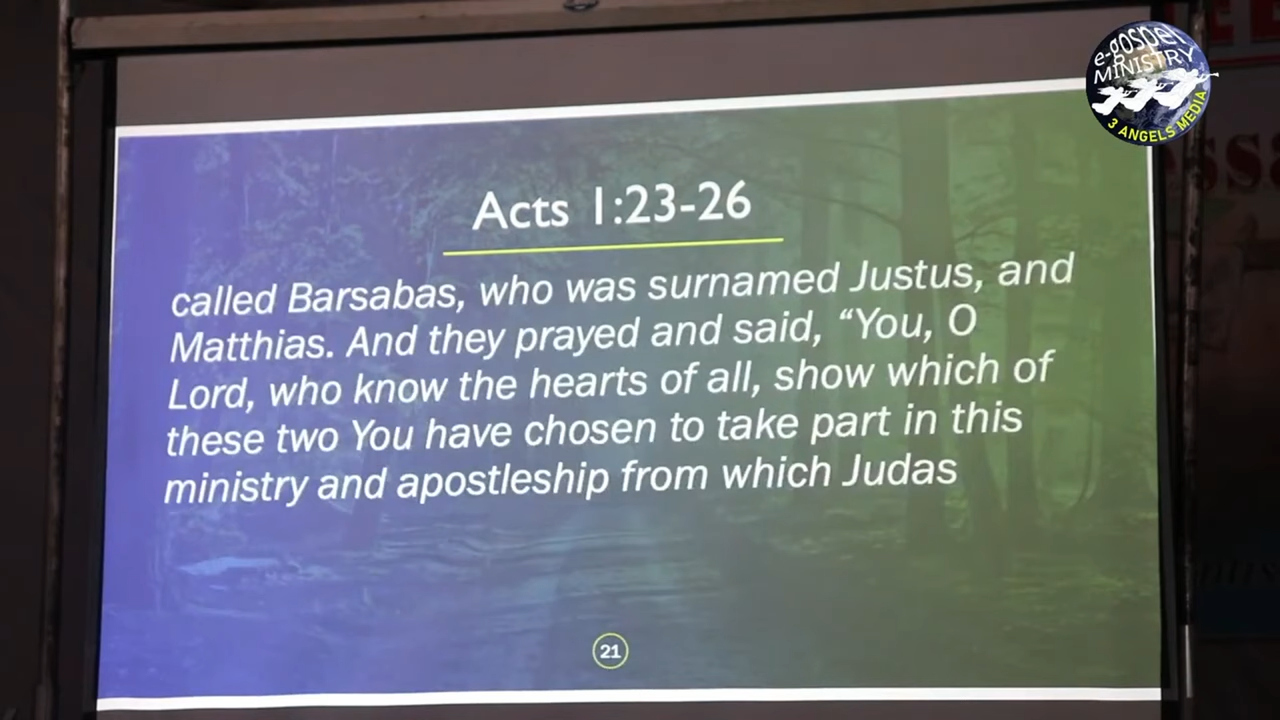 e-gospel
MINISTRY
3 ANGELS MEDIA
Acts 1:23-26
called Barsabas, who was surnamed Justus, and
Matthias. And they prayed and said, “You, O
Lord, who know the hearts of all, show which of
these two You have chosen to take part in this
ministry and apostleship from which Judas
21